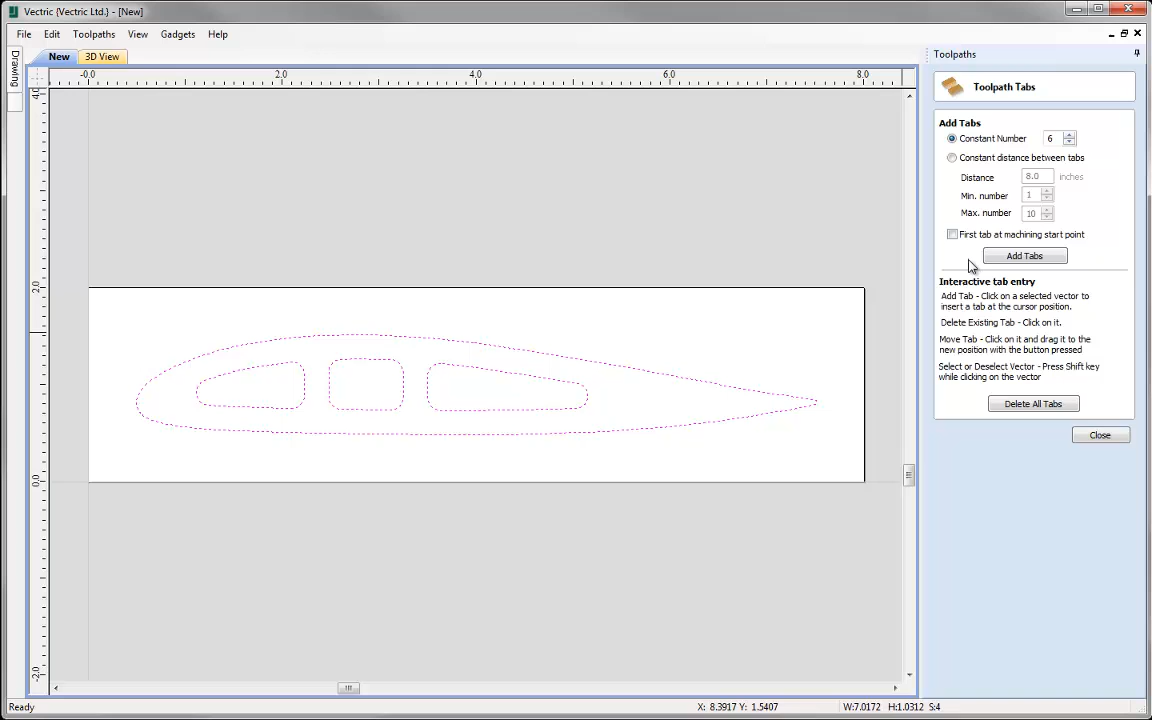 Vectric {Vectric Ltd.} - [New]
File Edit Toolpaths View Gadgets Help
New 3D View
Drawing
-0.0 2.0 4.0 6.0 8.0
4.0
2.0
0.0
-2.0
Toolpaths
Toolpath Tabs
Add Tabs
Constant Number 6
Constant distance between tabs
Distance 8.0 inches
Min. number 1
Max. number 10
First tab at machining start point
Add Tabs
Interactive tab entry
Add Tab - Click on a selected vector to
insert a tab at the cursor position.
Delete Existing Tab - Click on it.
Move Tab - Click on it and drag it to the
new position with the button pressed
Select or Deselect Vector - Press Shift key
while clicking on the vector
Delete All Tabs
Close
Ready X: 8.3917 Y: 1.5407 W:7.0172 H:1.0312 S:4